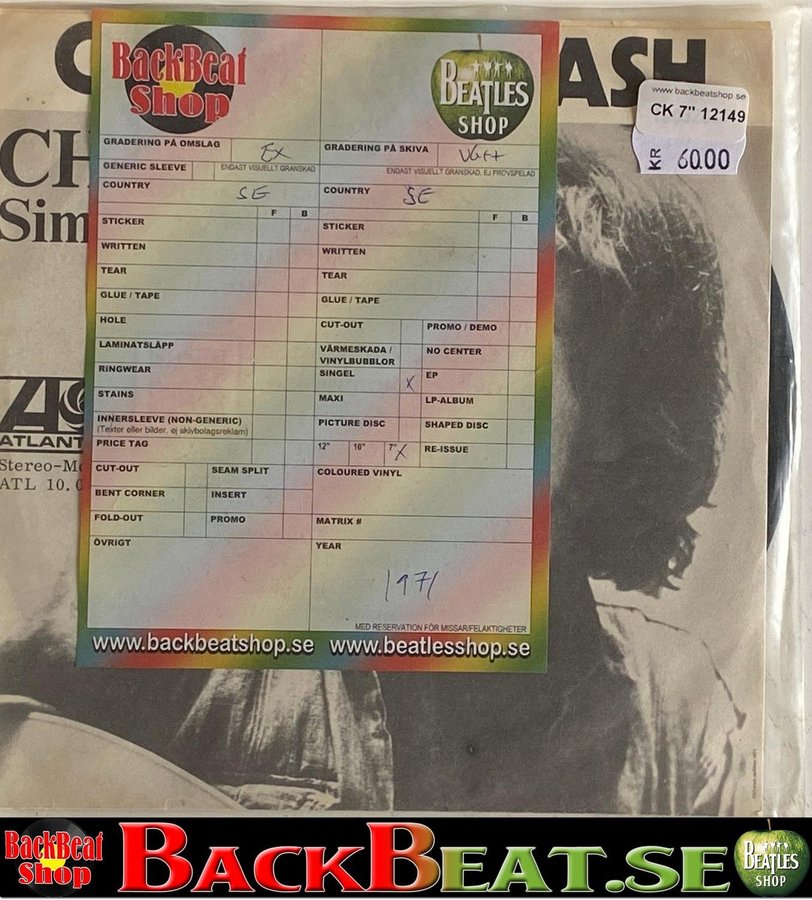 ASH
CH
Sim
ATLANT
Stereo-Mo
ATL 10.0
www.backbeatshop.se
CK 7" 12149
KR 60.00
BackBeat
Shop
BEATLES
SHOP
GRADERING PÅ OMSLAG EX
ENDAST VISUELLT GRANSKAD
GENERIC SLEEVE
COUNTRY SE
F B
STICKER
WRITTEN
TEAR
GLUE / TAPE
HOLE
LAMINATSLÄPP
RINGWEAR
STAINS
INNERSLEEVE (NON-GENERIC)
(Texter eller bilder, ej skivbolagsreklam)
PRICE TAG
CUT-OUT SEAM SPLIT
BENT CORNER INSERT
FOLD-OUT PROMO
ÖVRIGT
GRADERING PÅ SKIVA VG++
ENDAST VISUELLT GRANSKAD, EJ PROVSPELAD
COUNTRY SE
F B
STICKER
WRITTEN
TEAR
GLUE / TAPE
CUT-OUT PROMO / DEMO
VÄRMESKADA / NO CENTER
VINYLBUBBLOR
SINGEL X EP
MAXI LP-ALBUM
PICTURE DISC SHAPED DISC
12" 10" 7" X RE-ISSUE
COLOURED VINYL
MATRIX #
YEAR
1971
MED RESERVATION FÖR MISSAR/FELAKTIGHETER
www.backbeatshop.se www.beatlesshop.se
BackBeat
Shop
BACKBEAT.SE
BEATLES
SHOP